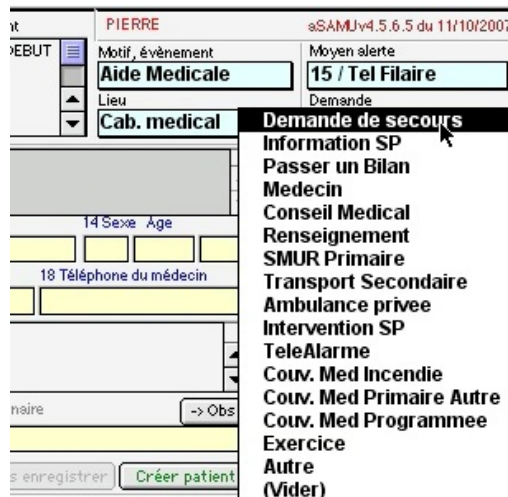 nt PIERRE aSAMUv4.5.6.5 du 11/10/2007
DEBUT Motif, évènement Moyen alerte
Aide Medicale 15 / Tel Filaire
Lieu Demande
Cab. medical Demande de secours
Information SP
Passer un Bilan
Medecin
Conseil Medical
14 Sexe Age Renseignement
SMUR Primaire
18 Téléphone du médecin Transport Secondaire
Ambulance privee
Intervention SP
TeleAlarme
Couv. Med Incendie
naire -> Obs Couv. Med Primaire Autre
Couv. Med Programmee
Exercice
s enregistrer Créer patient Autre
(Vider)